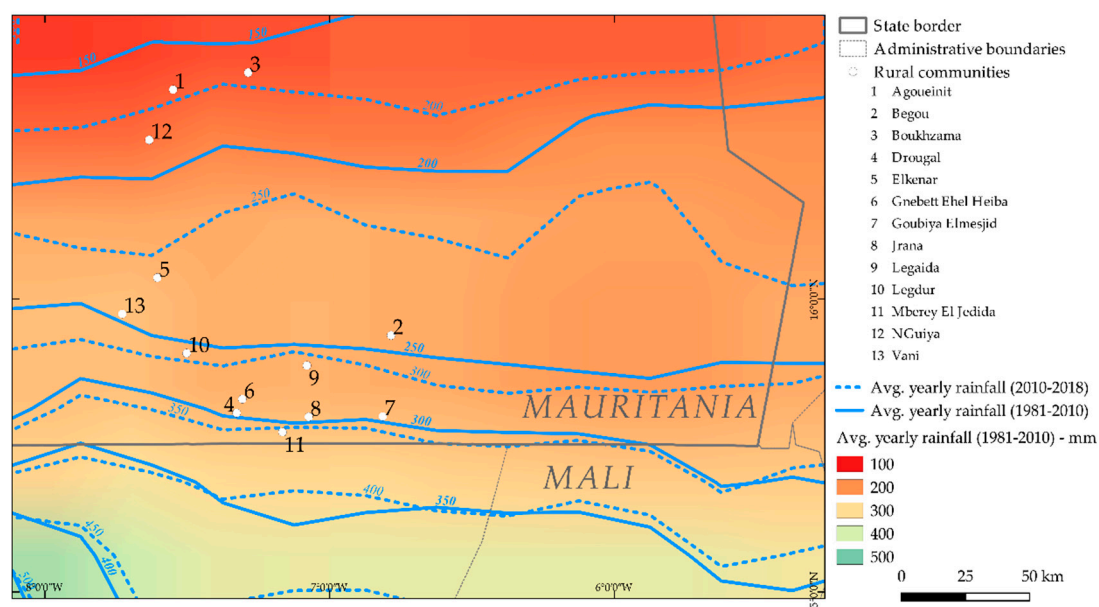 150
150
3
1
200
12
200
250
5
13
2
16°0'0"N
10
250
300
9
6
4
350
8
7
300
MAURITANIA
11
MALI
400
350
450
400
8°0'0"W
7°0'0"W
6°0'0"W
State border
Administrative boundaries
Rural communities
1 Agoueinit
2 Begou
3 Boukhzama
4 Drougal
5 Elkenar
6 Gnebett Ehel Heiba
7 Goubiya Elmesjid
8 Jrana
9 Legaida
10 Legdur
11 Mberey El Jedida
12 NGuiya
13 Vani
Avg. yearly rainfall (2010-2018)
Avg. yearly rainfall (1981-2010)
Avg. yearly rainfall (1981-2010) - mm
100
200
300
400
500
0 25 50 km